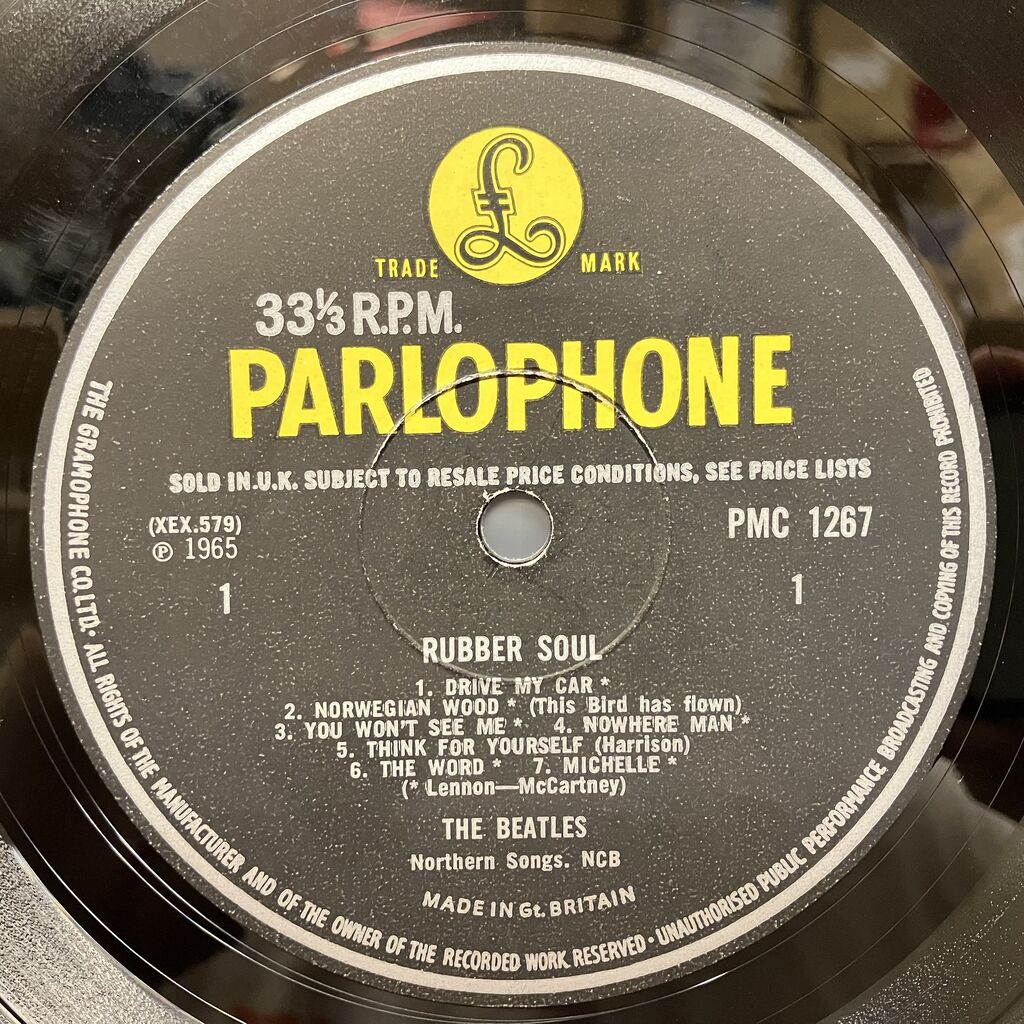 £
TRADE MARK
33⅓ R.P.M.
PARLOPHONE
SOLD IN U.K. SUBJECT TO RESALE PRICE CONDITIONS, SEE PRICE LISTS
(XEX.579) PMC 1267
℗ 1965
1 1
RUBBER SOUL
1. DRIVE MY CAR *
2. NORWEGIAN WOOD * (This Bird has flown)
3. YOU WON'T SEE ME * 4. NOWHERE MAN *
5. THINK FOR YOURSELF (Harrison)
6. THE WORD * 7. MICHELLE *
(* Lennon—McCartney)
THE BEATLES
Northern Songs. NCB
MADE IN Gt. BRITAIN
THE GRAMOPHONE CO. LTD. · ALL RIGHTS OF THE MANUFACTURER AND OF THE OWNER OF THE RECORDED WORK RESERVED · UNAUTHORISED PUBLIC PERFORMANCE BROADCASTING AND COPYING OF THIS RECORD PROHIBITED